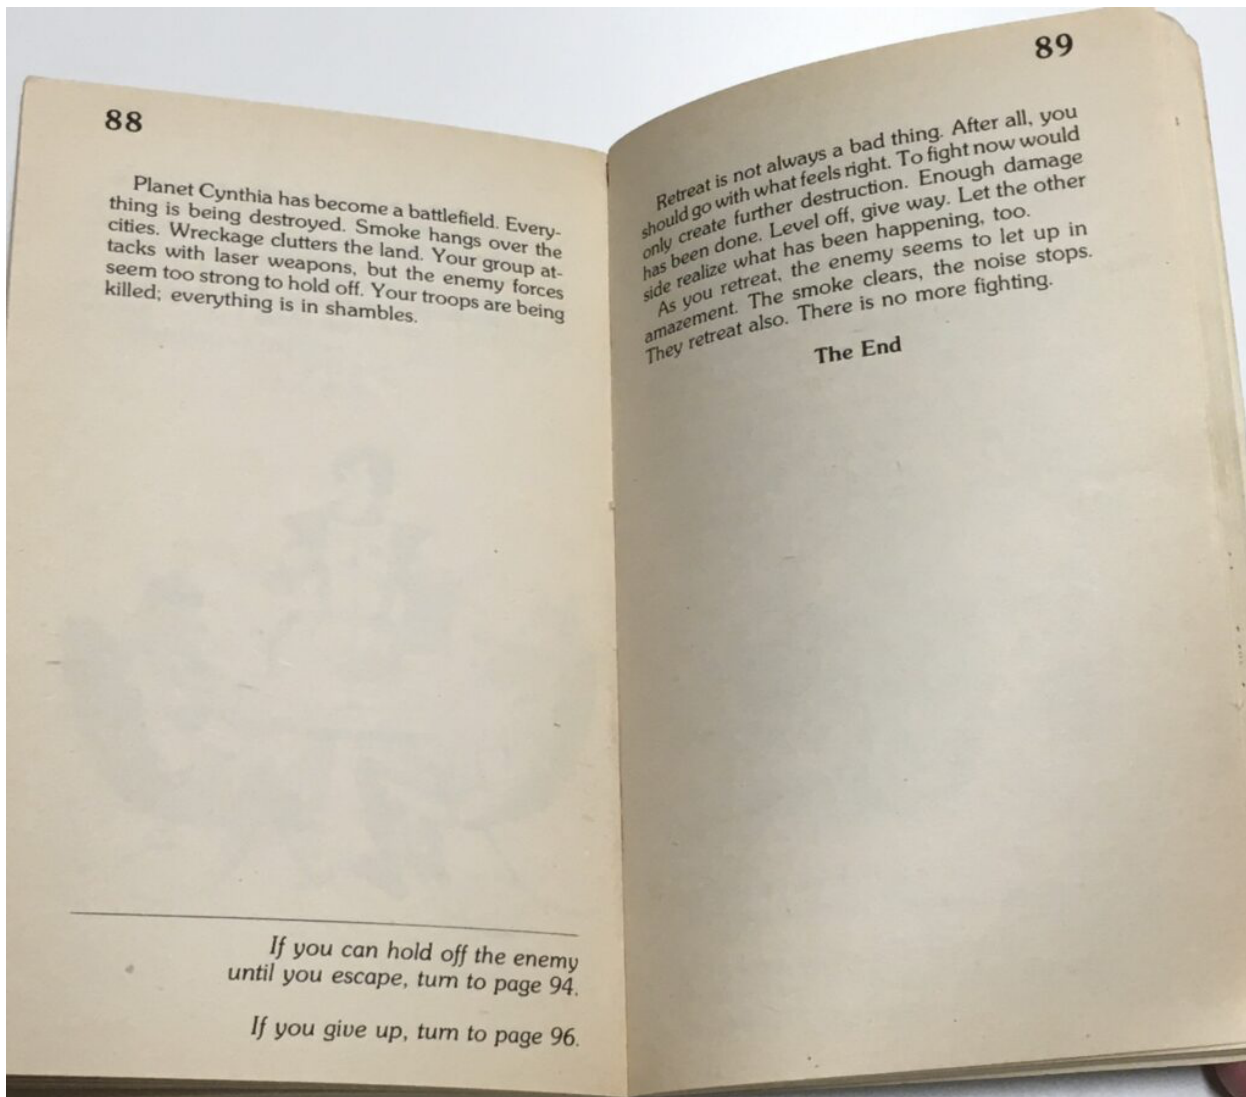 88
Planet Cynthia has become a battlefield. Every-
thing is being destroyed. Smoke hangs over the
cities. Wreckage clutters the land. Your group at-
tacks with laser weapons, but the enemy forces
seem too strong to hold off. Your troops are being
killed; everything is in shambles.
If you can hold off the enemy
until you escape, turn to page 94.
If you give up, turn to page 96.
89
Retreat is not always a bad thing. After all, you
should go with what feels right. To fight now would
only create further destruction. Enough damage
has been done. Level off, give way. Let the other
side realize what has been happening, too.
As you retreat, the enemy seems to let up in
amazement. The smoke clears, the noise stops.
They retreat also. There is no more fighting.
The End